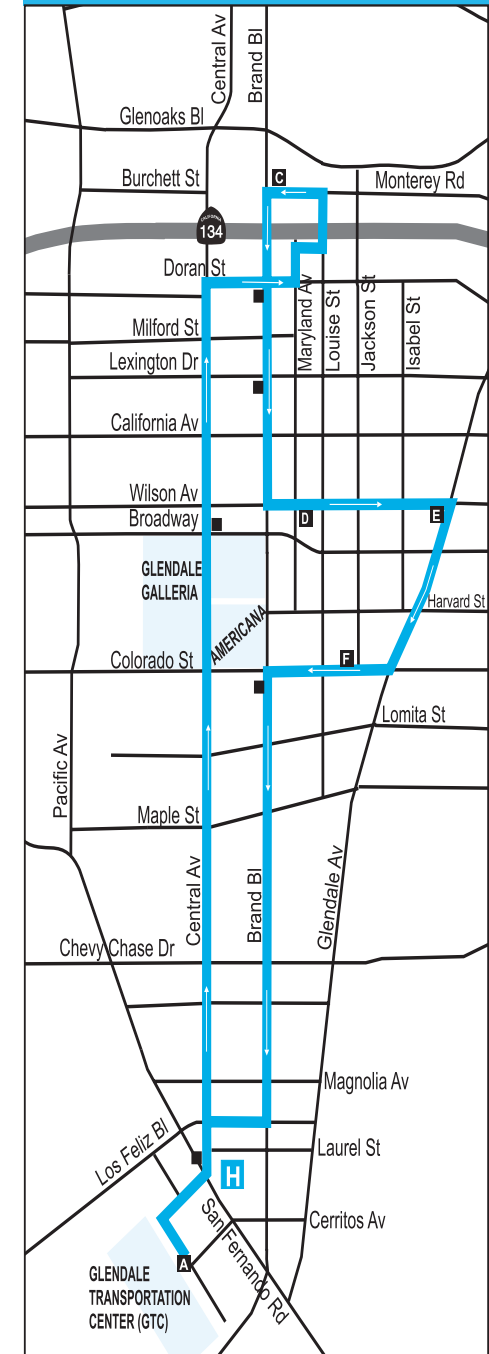 Central Av
Brand Bl
Glenoaks Bl
C
Burchett St
Monterey Rd
CALIFORNIA
134
Doran St
Maryland Av
Louise St
Jackson St
Isabel St
Milford St
Lexington Dr
California Av
Wilson Av
D
E
Broadway
GLENDALE
GALLERIA
AMERICANA
Harvard St
Colorado St
F
Lomita St
Pacific Av
Maple St
Central Av
Brand Bl
Glendale Av
Chevy Chase Dr
Magnolia Av
Los Feliz Bl
Laurel St
H
San Fernando Rd
Cerritos Av
A
GLENDALE
TRANSPORTATION
CENTER (GTC)